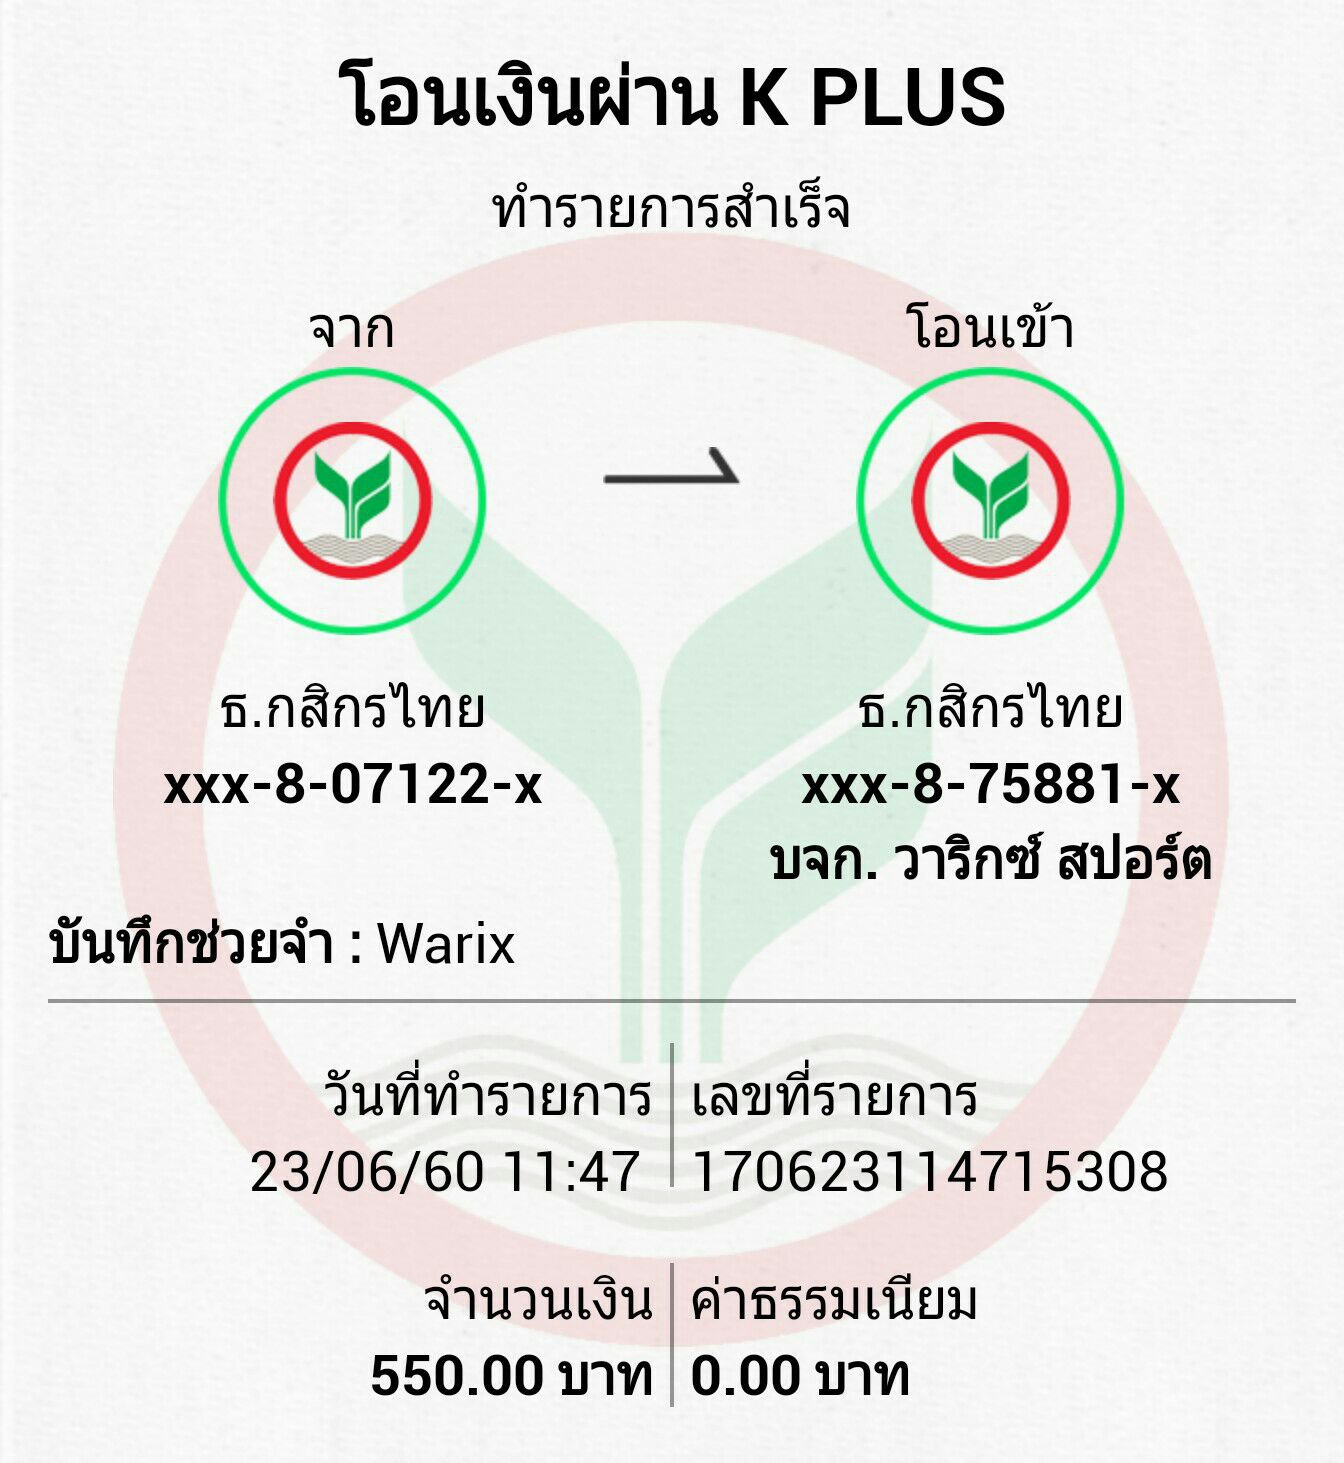 โอนเงินผ่าน K PLUS
ทำรายการสำเร็จ
จาก
โอนเข้า
ธ.กสิกรไทย
xxx-8-07122-x
ธ.กสิกรไทย
xxx-8-75881-x
บจก. วาริกซ์ สปอร์ต
บันทึกช่วยจำ : Warix
วันที่ทำรายการ
23/06/60 11:47
เลขที่รายการ
170623114715308
จำนวนเงิน
550.00 บาท
ค่าธรรมเนียม
0.00 บาท